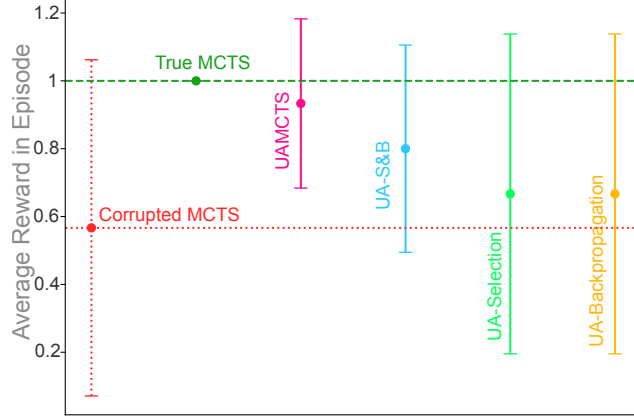 1.2
1
0.8
0.6
0.4
0.2
Average Reward in Episode
True MCTS
Corrupted MCTS
UAMCTS
UA-S&B
UA-Selection
UA-Backpropagation